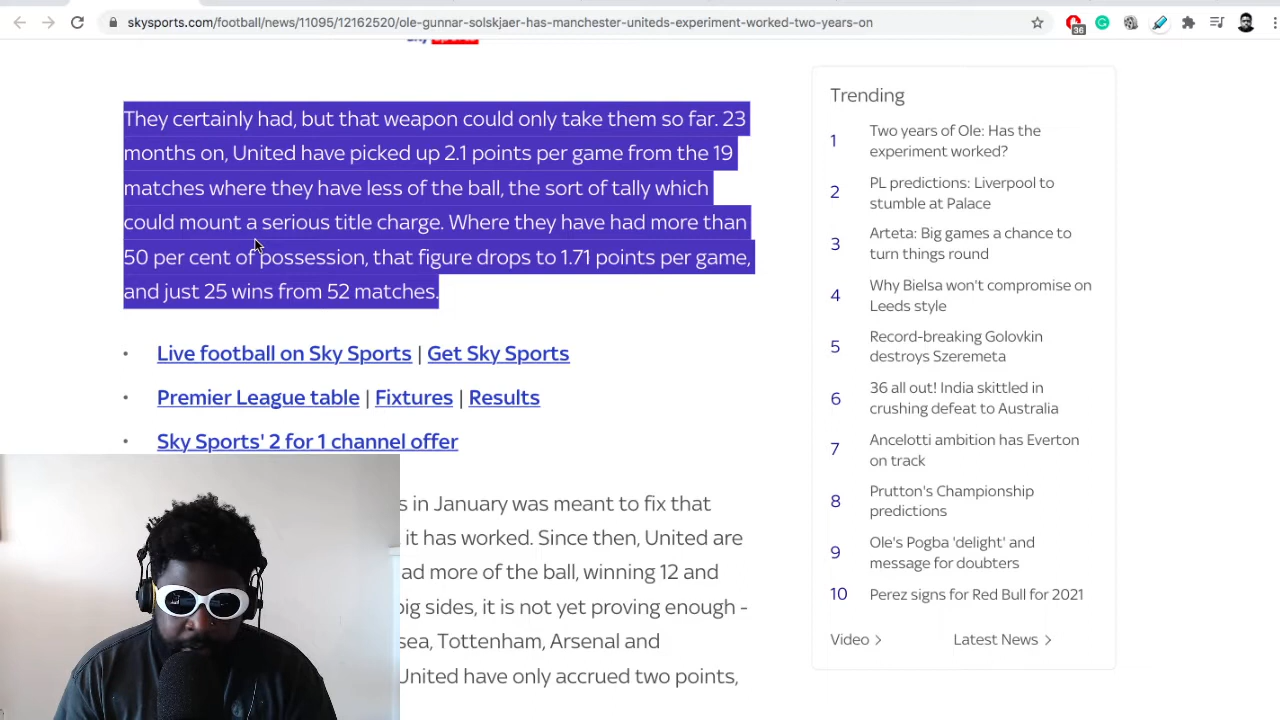 skysports.com/football/news/11095/12162520/ole-gunnar-solskjaer-has-manchester-uniteds-experiment-worked-two-years-on
36
They certainly had, but that weapon could only take them so far. 23
months on, United have picked up 2.1 points per game from the 19
matches where they have less of the ball, the sort of tally which
could mount a serious title charge. Where they have had more than
50 per cent of possession, that figure drops to 1.71 points per game,
and just 25 wins from 52 matches.
• Live football on Sky Sports | Get Sky Sports
• Premier League table | Fixtures | Results
• Sky Sports' 2 for 1 channel offer
s in January was meant to fix that
it has worked. Since then, United are
ad more of the ball, winning 12 and
big sides, it is not yet proving enough -
sea, Tottenham, Arsenal and
United have only accrued two points,
Trending
1 Two years of Ole: Has the
experiment worked?
2 PL predictions: Liverpool to
stumble at Palace
3 Arteta: Big games a chance to
turn things round
4 Why Bielsa won't compromise on
Leeds style
5 Record-breaking Golovkin
destroys Szeremeta
6 36 all out! India skittled in
crushing defeat to Australia
7 Ancelotti ambition has Everton
on track
8 Prutton's Championship
predictions
9 Ole's Pogba 'delight' and
message for doubters
10 Perez signs for Red Bull for 2021
Video >
Latest News >